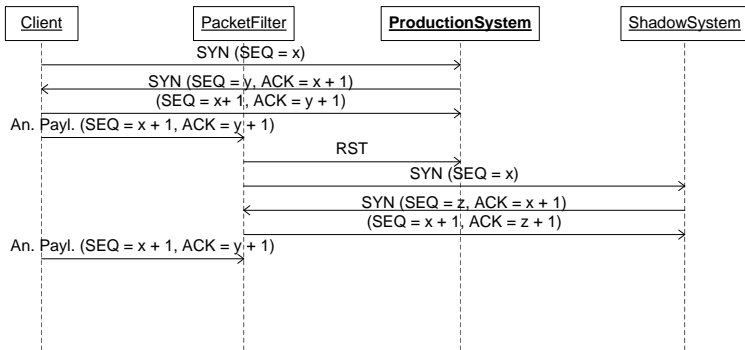 Client
PacketFilter
ProductionSystem
ShadowSystem
SYN (SEQ = x)
SYN (SEQ = y, ACK = x + 1)
(SEQ = x+ 1, ACK = y + 1)
An. Payl. (SEQ = x + 1, ACK = y + 1)
RST
SYN (SEQ = x)
SYN (SEQ = z, ACK = x + 1)
(SEQ = x + 1, ACK = z + 1)
An. Payl. (SEQ = x + 1, ACK = y + 1)